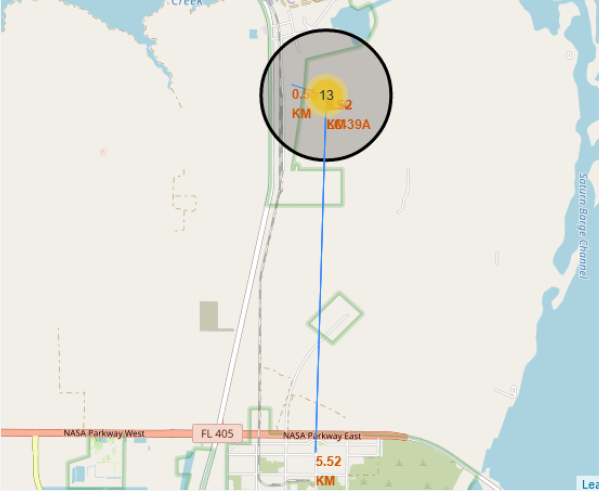 Creek
13
0.5
KM
5.52
KM
39A
Saturn Barge Channel
NASA Parkway West
FL 405
NASA Parkway East
5.52
KM
Lea